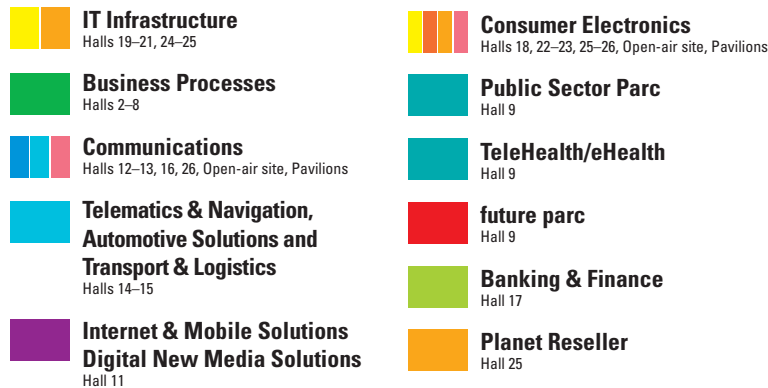 IT Infrastructure
Halls 19–21, 24–25
Business Processes
Halls 2–8
Communications
Halls 12–13, 16, 26, Open-air site, Pavilions
Telematics & Navigation,
Automotive Solutions and
Transport & Logistics
Halls 14–15
Internet & Mobile Solutions
Digital New Media Solutions
Hall 11
Consumer Electronics
Halls 18, 22–23, 25–26, Open-air site, Pavilions
Public Sector Parc
Hall 9
TeleHealth/eHealth
Hall 9
future parc
Hall 9
Banking & Finance
Hall 17
Planet Reseller
Hall 25